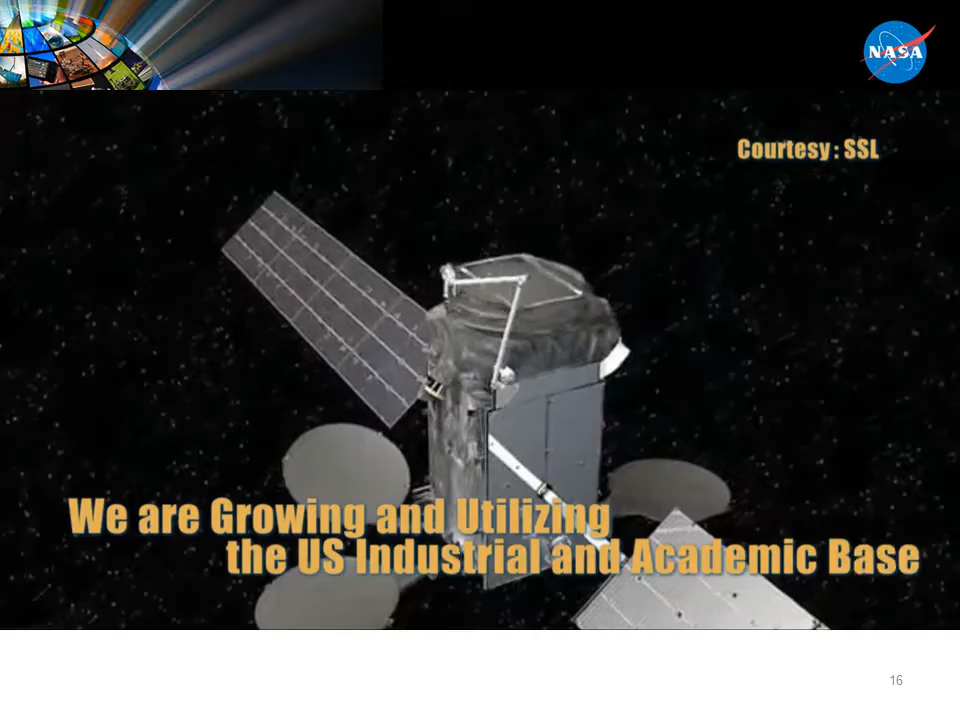 NASA
Courtesy : SSL
We are Growing and Utilizing
the US Industrial and Academic Base
16